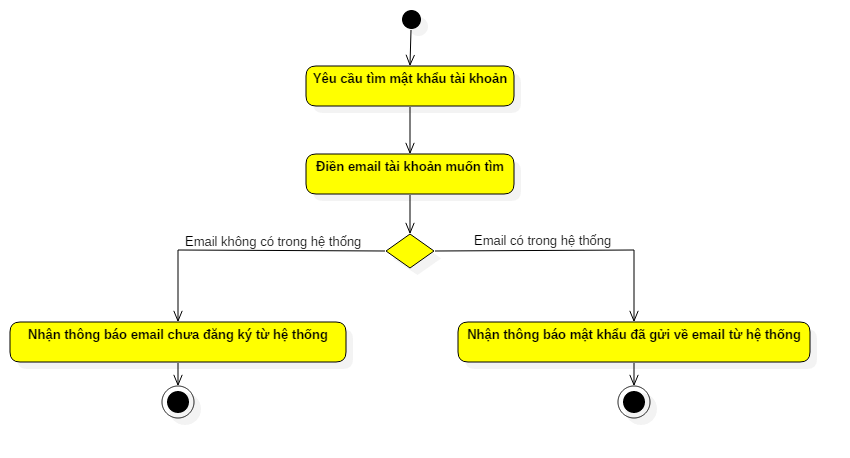 Yêu cầu tìm mật khẩu tài khoản
Điền email tài khoản muốn tìm
Email không có trong hệ thống
Email có trong hệ thống
Nhận thông báo email chưa đăng ký từ hệ thống
Nhận thông báo mật khẩu đã gửi về email từ hệ thống